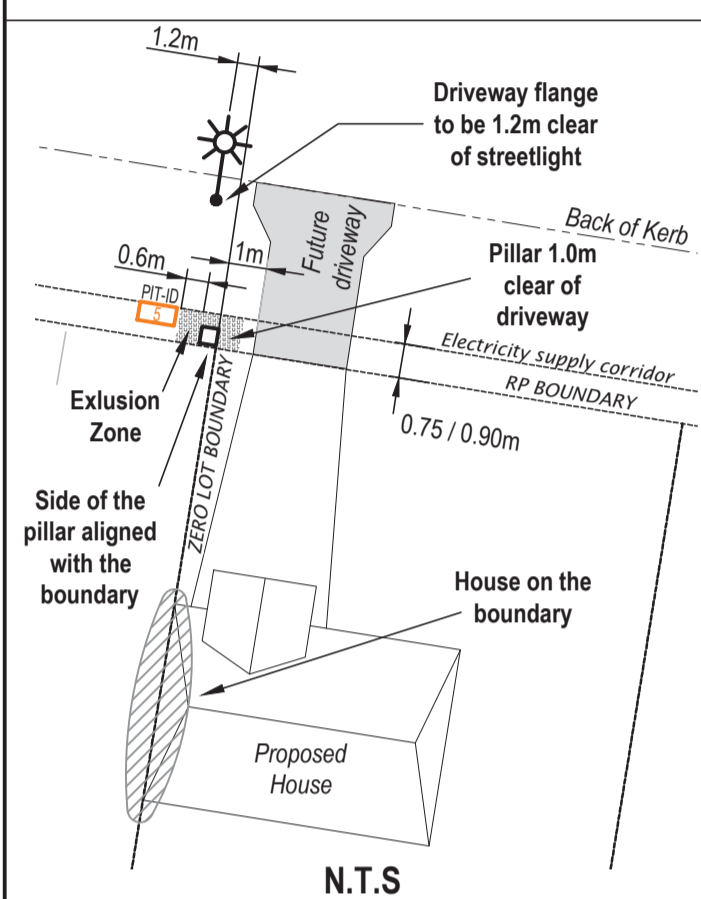 1.2m
Driveway flange
to be 1.2m clear
of streetlight
Back of Kerb
Future
driveway
0.6m
1m
Pillar 1.0m
clear of
driveway
PIT-ID
5
Electricity supply corridor
RP BOUNDARY
0.75 / 0.90m
Exlusion
Zone
ZERO LOT BOUNDARY
Side of the
pillar aligned
with the
boundary
House on the
boundary
Proposed
House
N.T.S